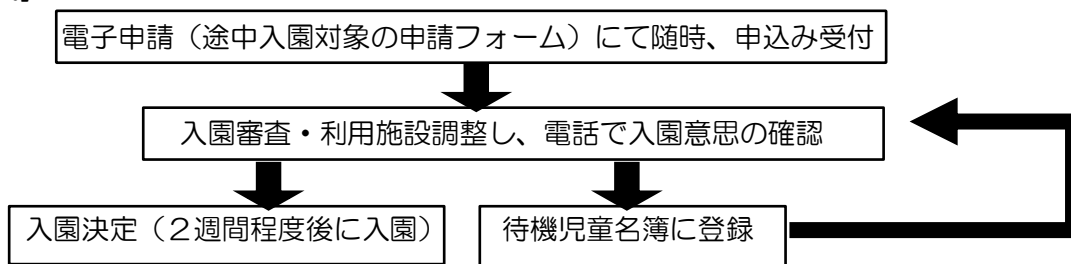 電子申請（途中入園対象の申請フォーム）にて随時、申込み受付
入園審査・利用施設調整し、電話で入園意思の確認
入園決定（２週間程度後に入園）
待機児童名簿に登録